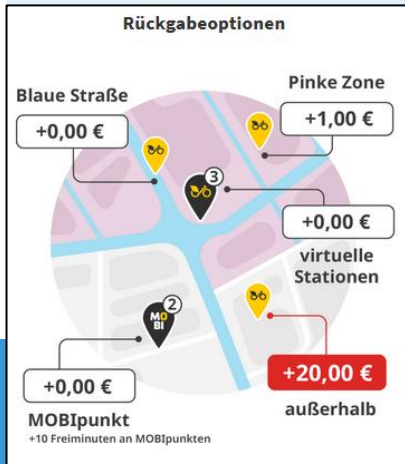 Rückgabeoptionen
Blaue Straße
+0,00 €
Pinke Zone
+1,00 €
3
+0,00 €
virtuelle
Stationen
MO
BI
2
+0,00 €
MOBIpunkt
+10 Freiminuten an MOBIpunkten
+20,00 €
außerhalb